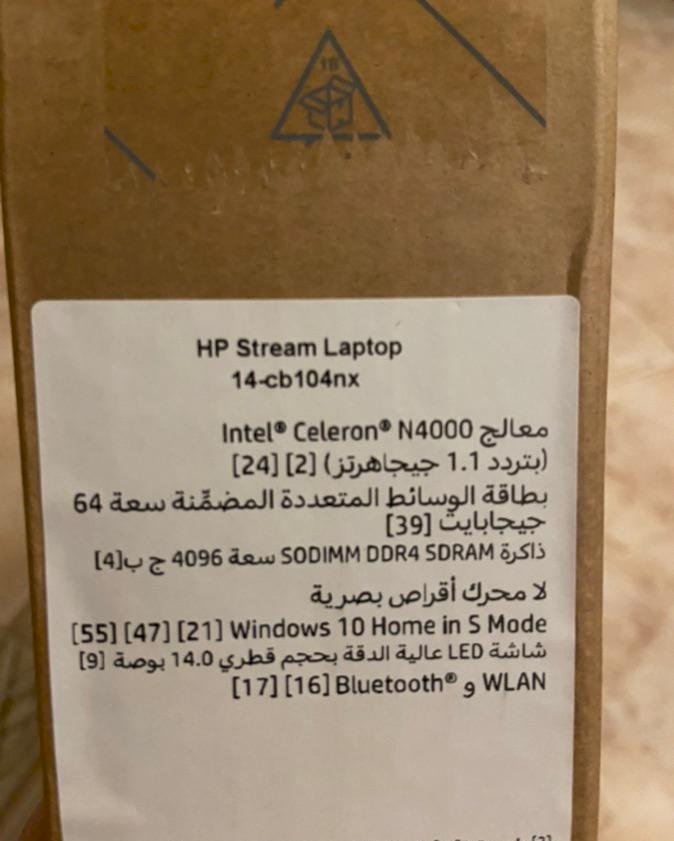 18
HP Stream Laptop
14-cb104nx
معالج Intel® Celeron® N4000
(بتردد 1.1 جيجاهرتز) [2] [24]
بطاقة الوسائط المتعددة المضمَّنة سعة 64
جيجابايت [39]
ذاكرة SODIMM DDR4 SDRAM سعة 4096 ج ب[4]
لا محرك أقراص بصرية
Windows 10 Home in S Mode [21] [47] [55]
شاشة LED عالية الدقة بحجم قطري 14.0 بوصة [9]
WLAN و Bluetooth® [16] [17]